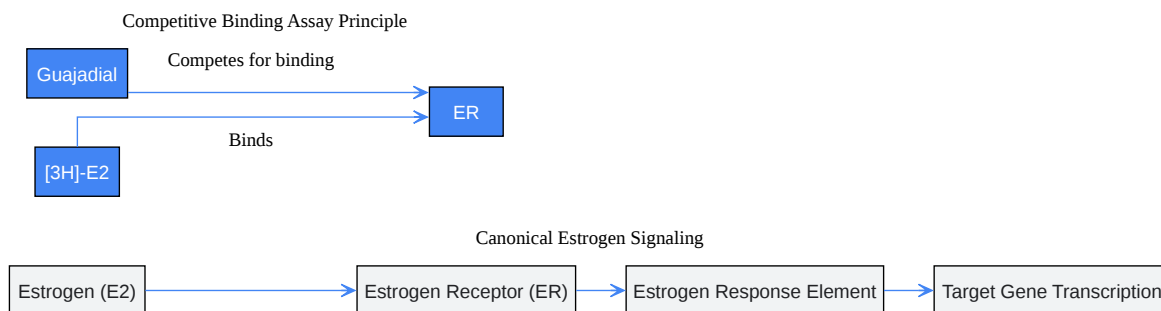 Competitive Binding Assay Principle
Guajadial
Competes for binding
ER
Binds
[3H]-E2
Canonical Estrogen Signaling
Estrogen (E2)
Estrogen Receptor (ER)
Estrogen Response Element
Target Gene Transcription